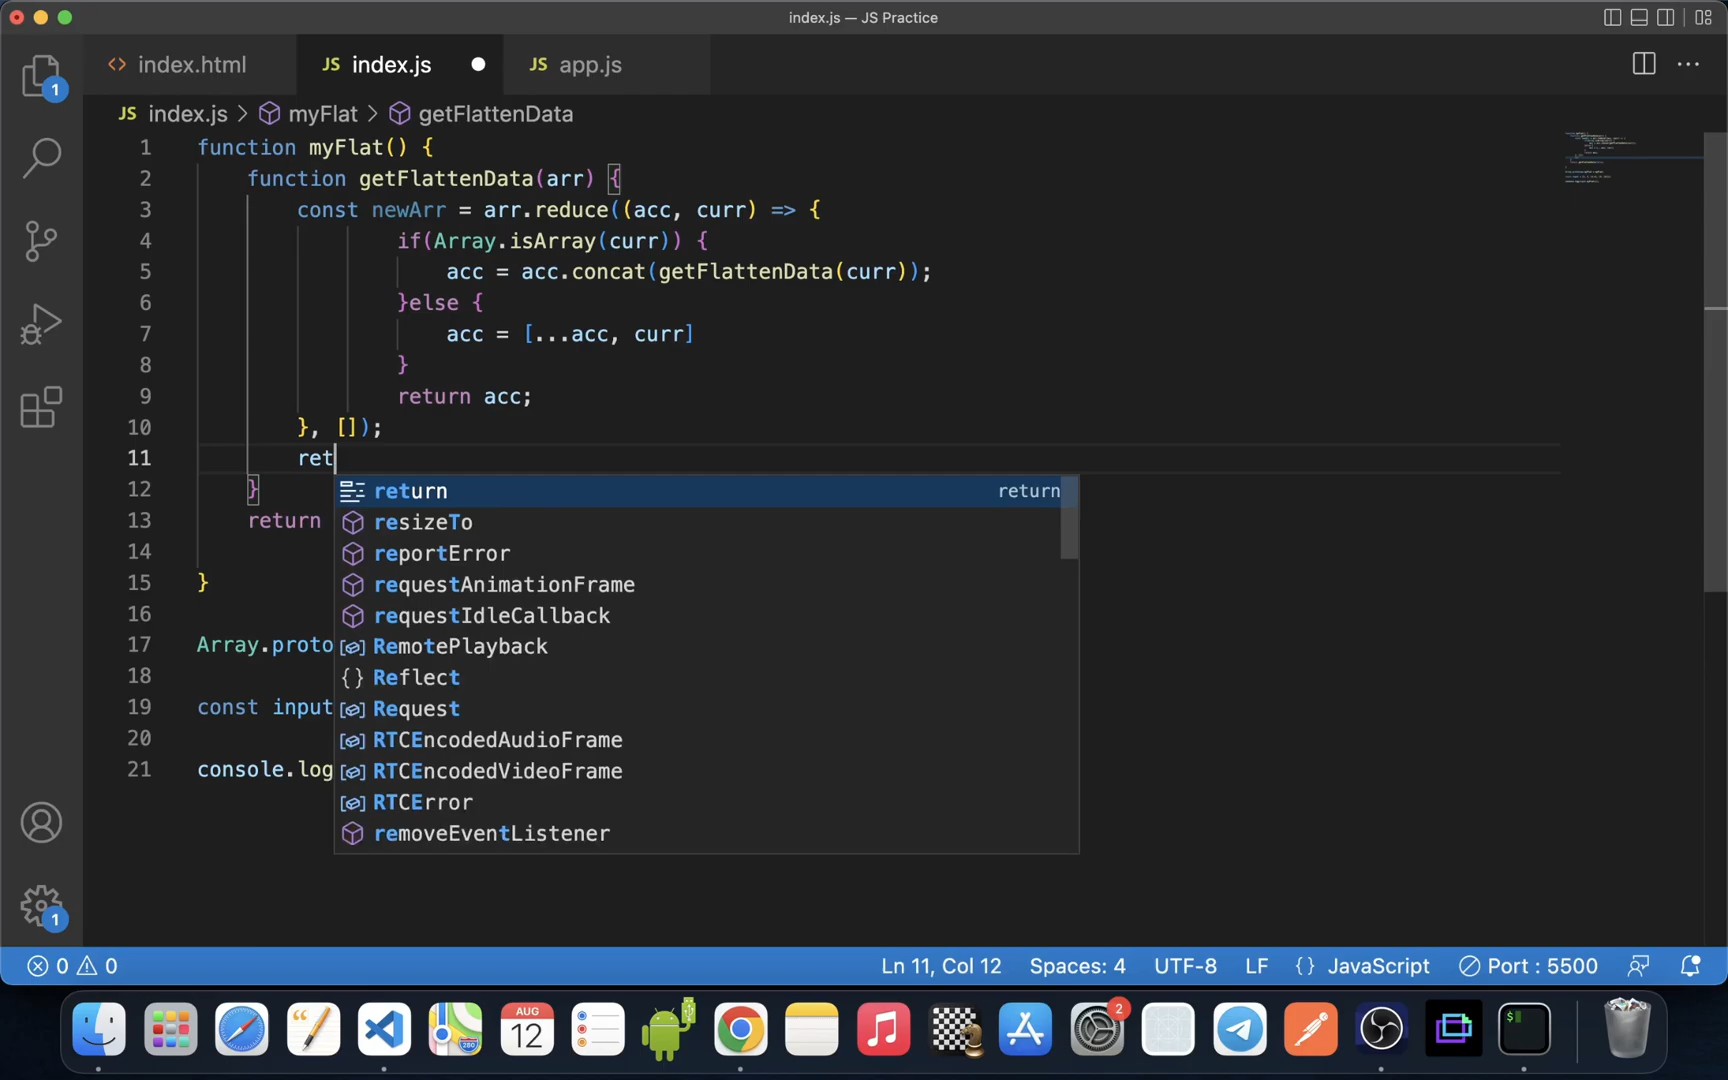 index.js — JS Practice
1
<> index.html
JS index.js
JS app.js
JS index.js > myFlat > getFlattenData
1 function myFlat() {
2 function getFlattenData(arr) {
3 const newArr = arr.reduce((acc, curr) => {
4 if(Array.isArray(curr)) {
5 acc = acc.concat(getFlattenData(curr));
6 }else {
7 acc = [...acc, curr]
8 }
9 return acc;
10 }, []);
11 ret
12 }
return return
13 return
resizeTo
reportError
14
requestAnimationFrame
15 }
requestIdleCallback
16
RemotePlayback
17 Array.proto
{} Reflect
18
Request
19 const input
RTCEncodedAudioFrame
20
RTCEncodedVideoFrame
21 console.log
RTCError
removeEventListener
1
0 0
Ln 11, Col 12 Spaces: 4 UTF-8 LF {} JavaScript Port : 5500
AUG
12
280
2
$